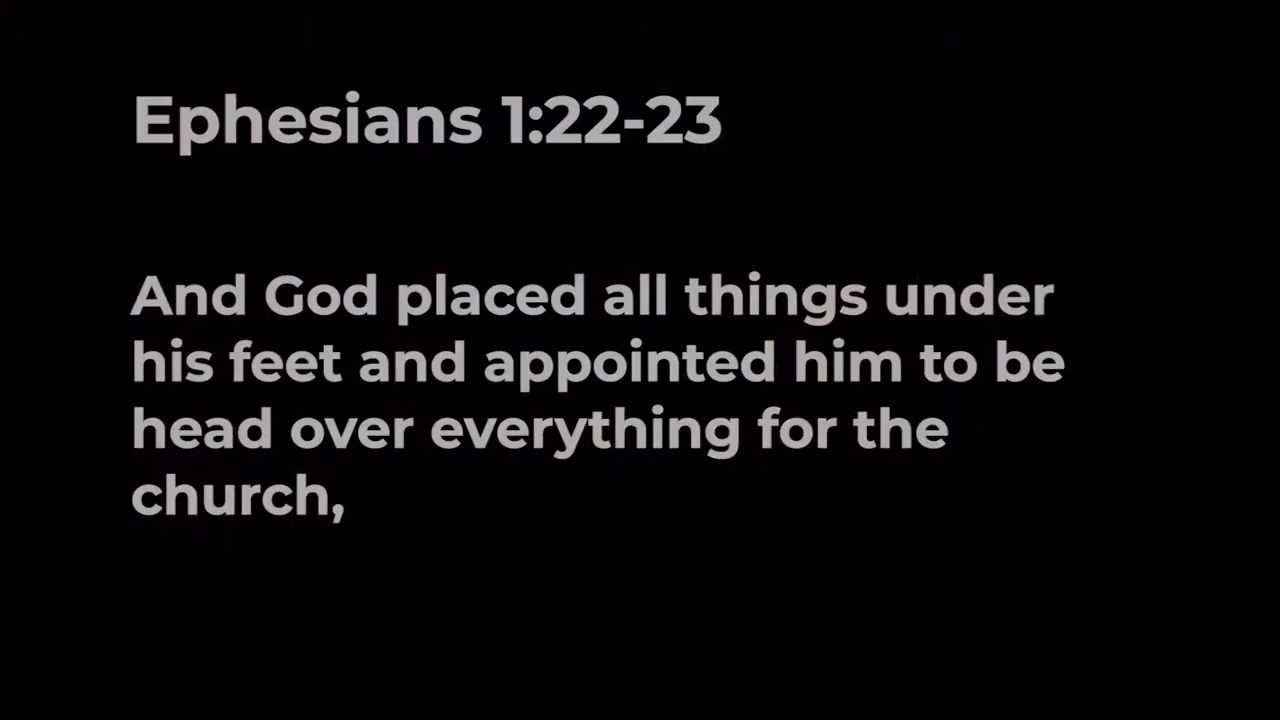 Ephesians 1:22-23
And God placed all things under
his feet and appointed him to be
head over everything for the
church,